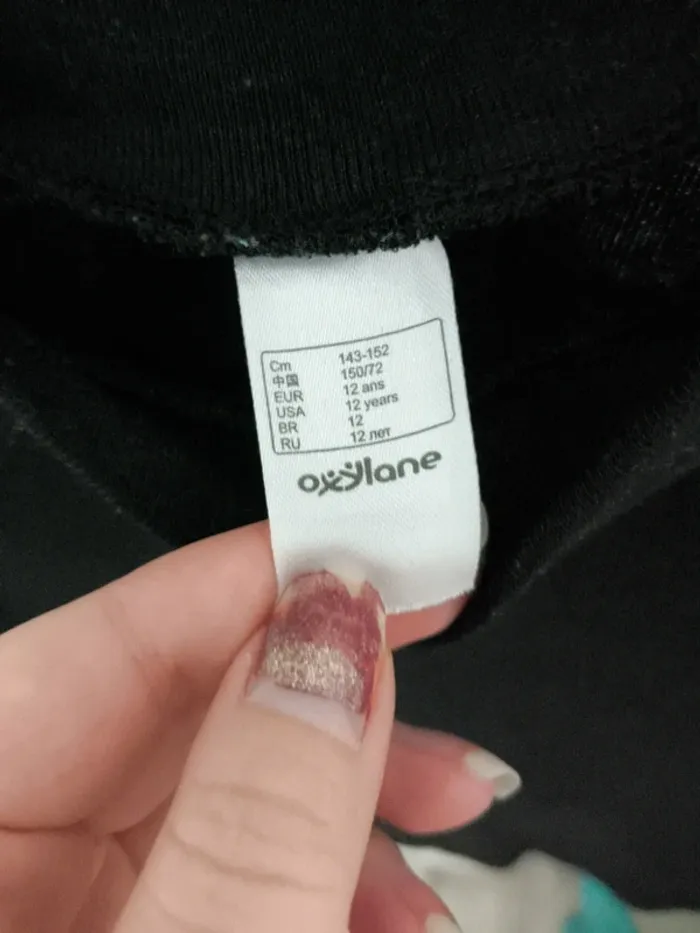 Cm 143-152
中国 150/72
EUR 12 ans
USA 12 years
BR 12
RU 12 лет
oxylane